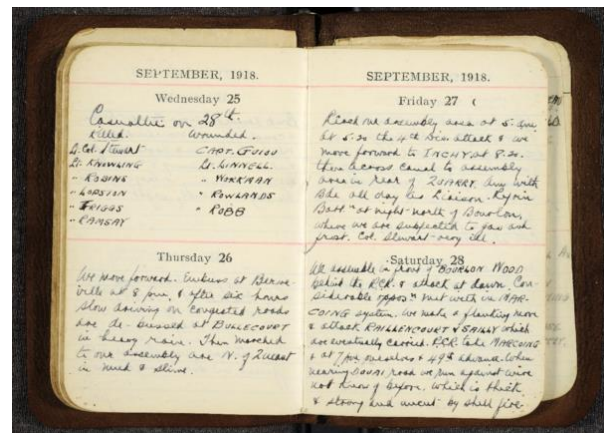 SEPTEMBER, 1918.
Wednesday 25
Casualties on 28th
Killed. Wounded.
Lt. Col. Stewart CAPT. GUIOU
Lt. KNOWLING Lt. LINNELL.
" ROBINS " WORKMAN
" LODSTON " ROWLANDS
" TRIGGS " ROBB
" RAMSAY
Thursday 26
We move forward. Embuss at Berne-
ville at 8 p.m. & after six hours
slow driving on congested roads
are de-bussed at BULLECOURT
in heavy rain. Then marched
to our assembly area N. of Queant
in mud & slime.
SEPTEMBER, 1918.
Friday 27
Reach our assembly area at 5. a.m.
At 5.20 the 4th Div. attack & we
move forward to INCHY at 8.20.
then across canal to assembly
area in rear of QUARRY. Am with
Bde all day as Liaison. Rejoin
Battn at night north of Bourlon,
where we are subjected to gas and
frost. Col. Stewart very ill.
Saturday 28
We assemble in front of BOURLON WOOD
behind the RCR. & attack at dawn. Con-
siderable opposn met with in MAR-
COING system. We make a flanking move
& attack RAILLENCOURT & SAILLY which
are eventually carried. RCR take MARCOING
& at 7 p.m. ourselves & 49th advance. When
nearing DOUAI road we run against wire
not known of before, which is thick
& strong and uncut by shell fire.